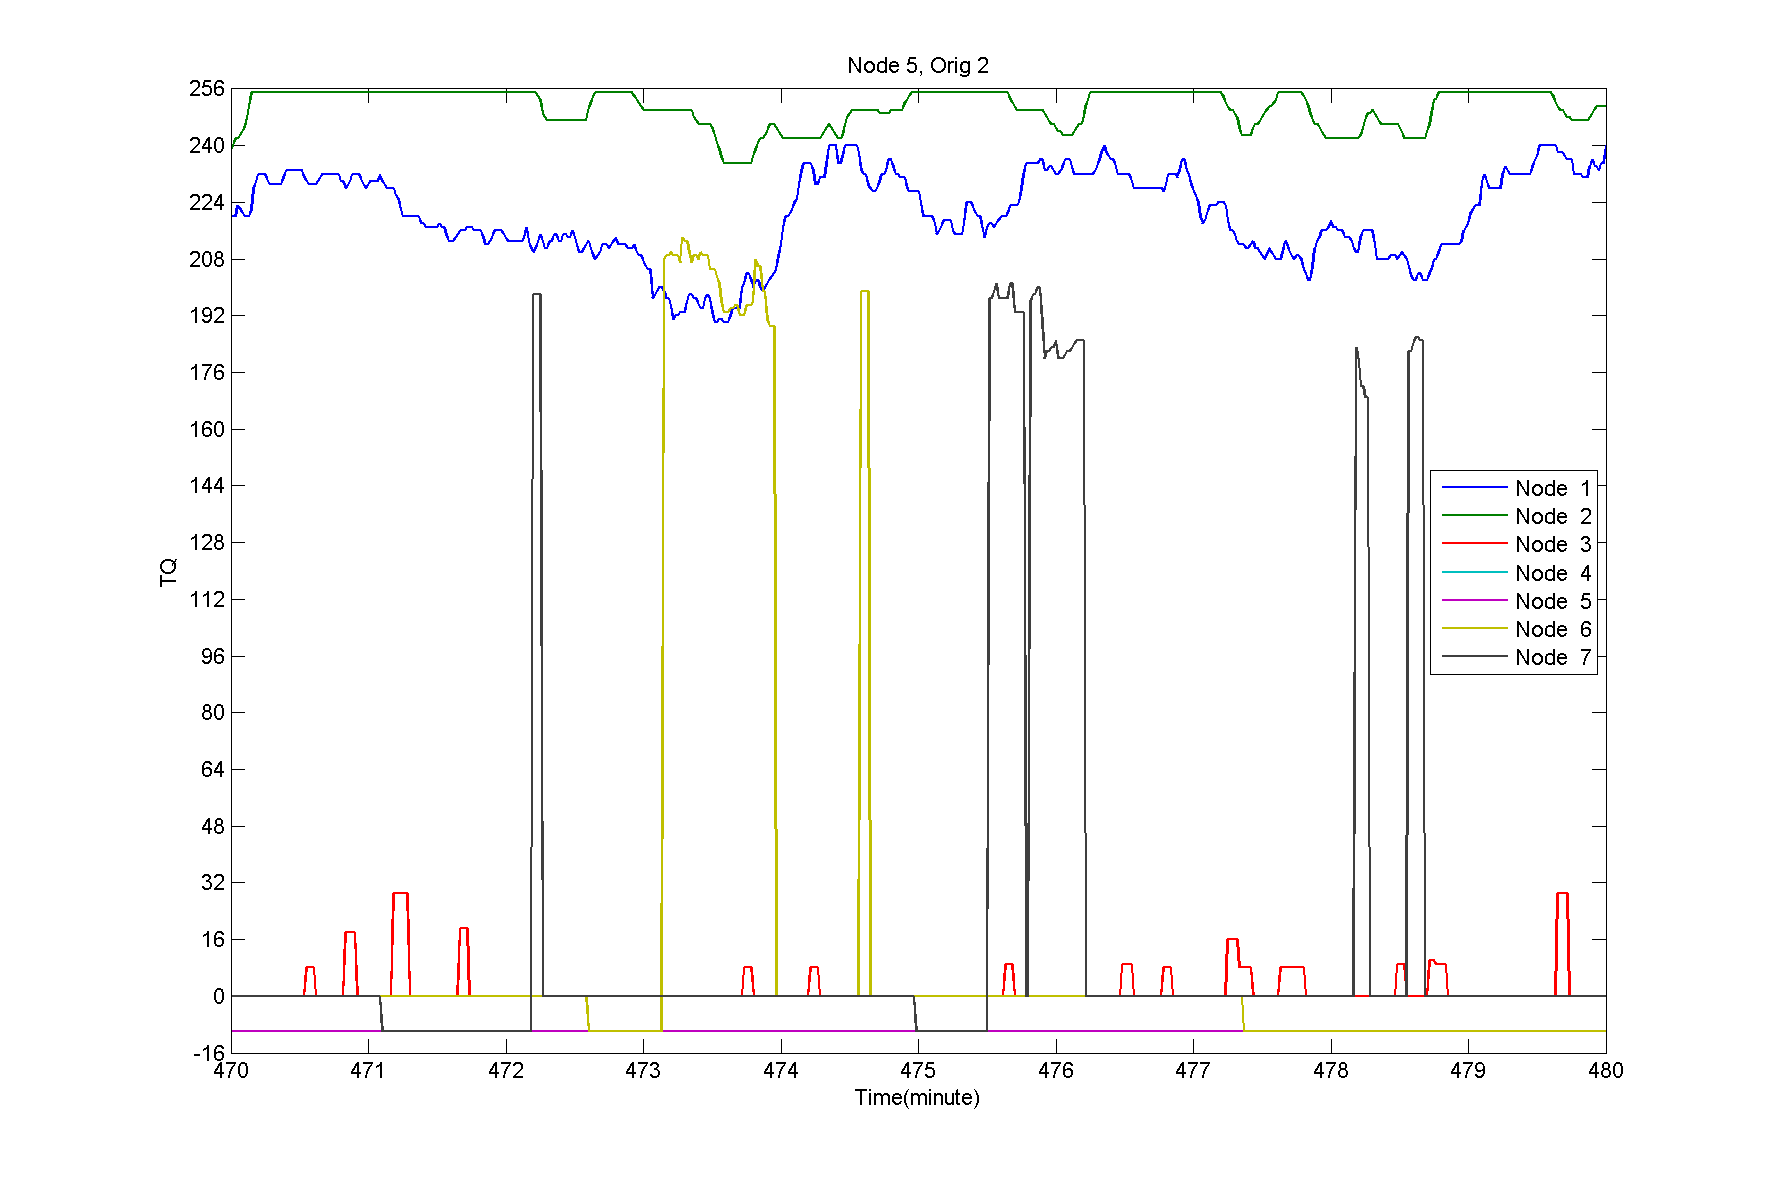 Node 5, Orig 2
256
240
224
208
192
176
160
144
128
112
96
80
64
48
32
16
0
-16
TQ
Node 1
Node 2
Node 3
Node 4
Node 5
Node 6
Node 7
470 471 472 473 474 475 476 477 478 479 480
Time(minute)